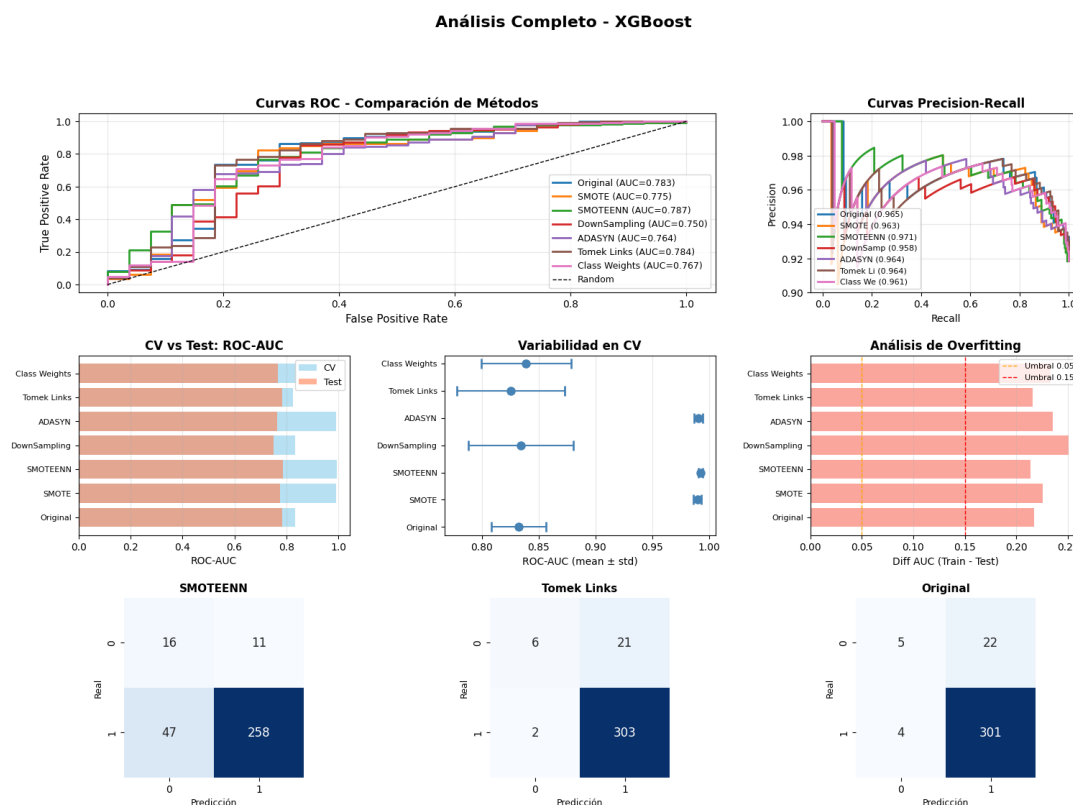 Análisis Completo - XGBoost
Curvas ROC - Comparación de Métodos
True Positive Rate
1.0
0.8
0.6
0.4
0.2
0.0
Original (AUC=0.783)
SMOTE (AUC=0.775)
SMOTEENN (AUC=0.787)
DownSampling (AUC=0.750)
ADASYN (AUC=0.764)
Tomek Links (AUC=0.784)
Class Weights (AUC=0.767)
Random
0.0 0.2 0.4 0.6 0.8 1.0
False Positive Rate
Curvas Precision-Recall
Precision
1.00
0.98
0.96
0.94
0.92
0.90
Original (0.965)
SMOTE (0.963)
SMOTEENN (0.971)
DownSamp (0.958)
ADASYN (0.964)
Tomek Li (0.964)
Class We (0.961)
0.0 0.2 0.4 0.6 0.8 1.0
Recall
CV vs Test: ROC-AUC
CV
Test
Class Weights
Tomek Links
ADASYN
DownSampling
SMOTEENN
SMOTE
Original
0.0 0.2 0.4 0.6 0.8 1.0
ROC-AUC
Variabilidad en CV
Class Weights
Tomek Links
ADASYN
DownSampling
SMOTEENN
SMOTE
Original
0.80 0.85 0.90 0.95 1.00
ROC-AUC (mean ± std)
Análisis de Overfitting
Umbral 0.05
Umbral 0.15
Class Weights
Tomek Links
ADASYN
DownSampling
SMOTEENN
SMOTE
Original
0.00 0.05 0.10 0.15 0.20 0.25
Diff AUC (Train - Test)
SMOTEENN
Real
0
1
16 11
47 258
0 1
Predicción
Tomek Links
Real
0
1
6 21
2 303
0 1
Predicción
Original
Real
0
1
5 22
4 301
0 1
Predicción